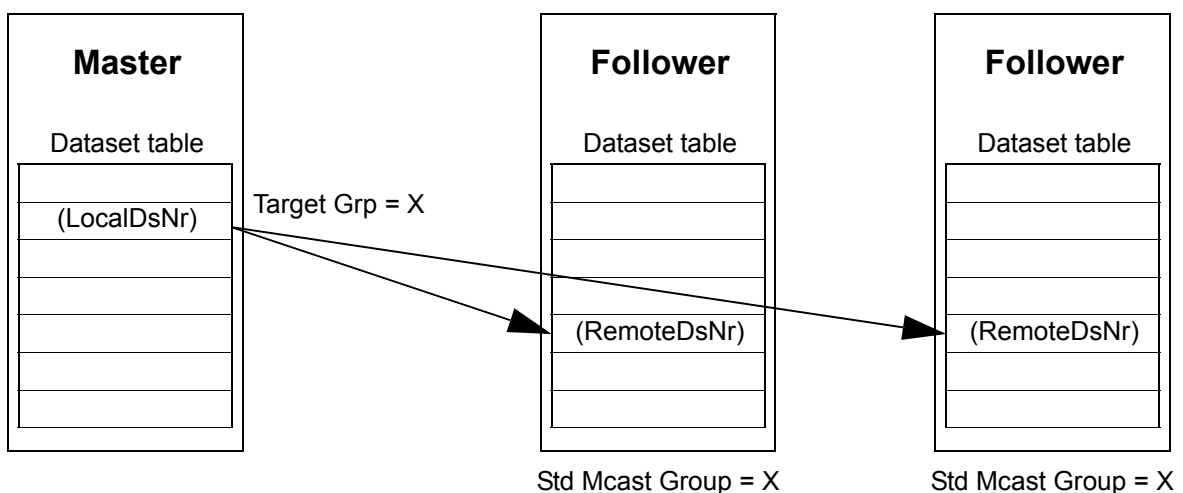 Master
Follower
Follower
Dataset table
Dataset table
Dataset table
(LocalDsNr)
Target Grp = X
(RemoteDsNr)
(RemoteDsNr)
Std Mcast Group = X
Std Mcast Group = X